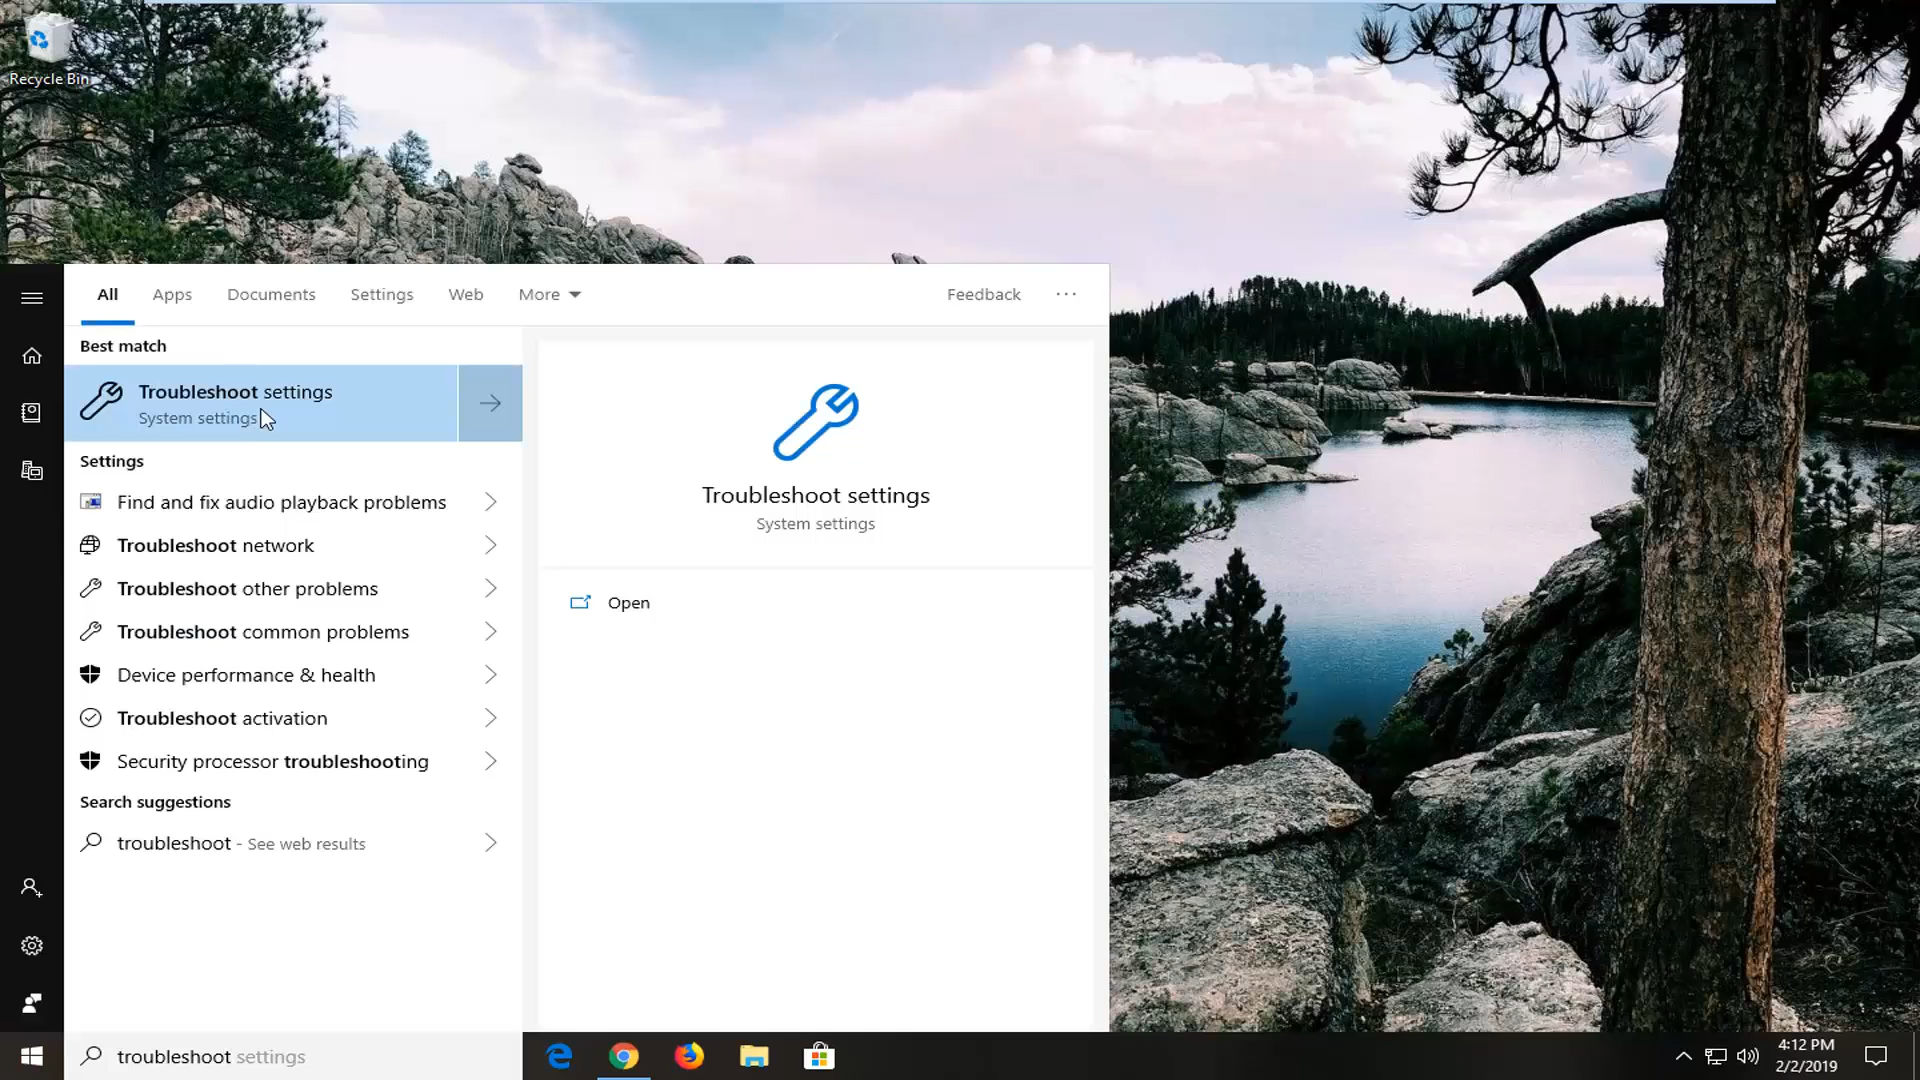 Recycle Bin
All Apps Documents Settings Web More Feedback ...
Best match
Troubleshoot settings
System settings
Settings
Find and fix audio playback problems
Troubleshoot network
Troubleshoot other problems
Troubleshoot common problems
Device performance & health
Troubleshoot activation
Security processor troubleshooting
Search suggestions
troubleshoot - See web results
Troubleshoot settings
System settings
Open
troubleshoot settings
4:12 PM
2/2/2019